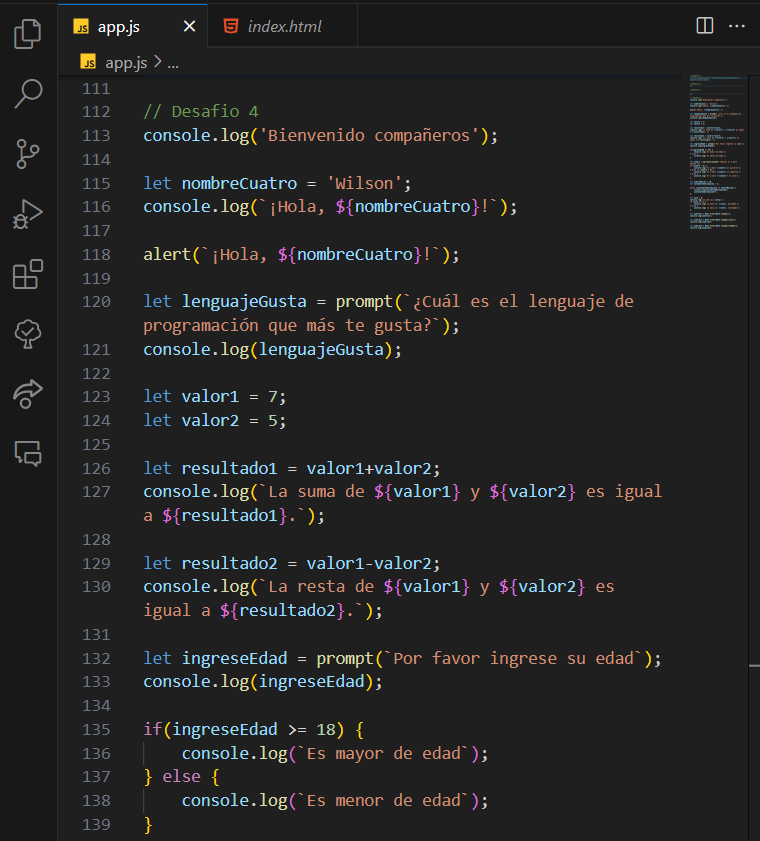 JS app.js ×
index.html
JS app.js > ...
111
112 // Desafio 4
113 console.log('Bienvenido compañeros');
114
115 let nombreCuatro = 'Wilson';
116 console.log(`¡Hola, ${nombreCuatro}!`);
117
118 alert(`¡Hola, ${nombreCuatro}!`);
119
120 let lenguajeGusta = prompt(`¿Cuál es el lenguaje de
programación que más te gusta?`);
121 console.log(lenguajeGusta);
122
123 let valor1 = 7;
124 let valor2 = 5;
125
126 let resultado1 = valor1+valor2;
127 console.log(`La suma de ${valor1} y ${valor2} es igual
a ${resultado1}.`);
128
129 let resultado2 = valor1-valor2;
130 console.log(`La resta de ${valor1} y ${valor2} es
igual a ${resultado2}.`);
131
132 let ingreseEdad = prompt(`Por favor ingrese su edad`);
133 console.log(ingreseEdad);
134
135 if(ingreseEdad >= 18) {
136     console.log(`Es mayor de edad`);
137 } else {
138     console.log(`Es menor de edad`);
139 }